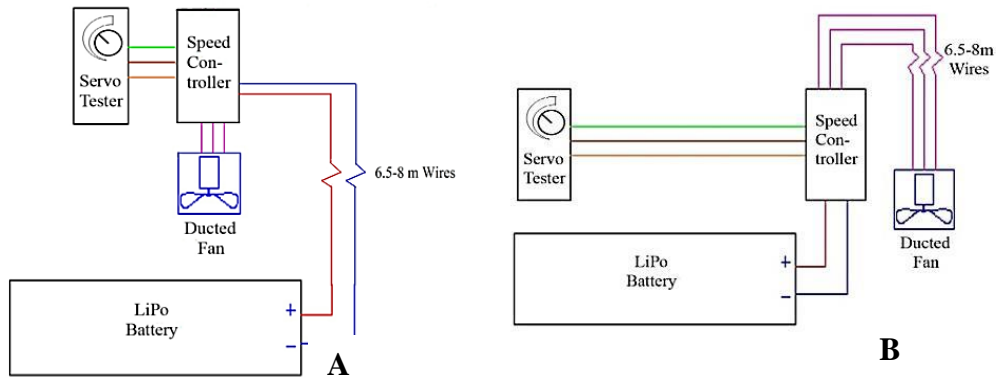 Servo
Tester
Speed
Con-
troller
6.5-8 m Wires
Ducted
Fan
LiPo
Battery
+
−
A
6.5-8m
Wires
Servo
Tester
Speed
Con-
troller
Ducted
Fan
LiPo
Battery
+
−
B